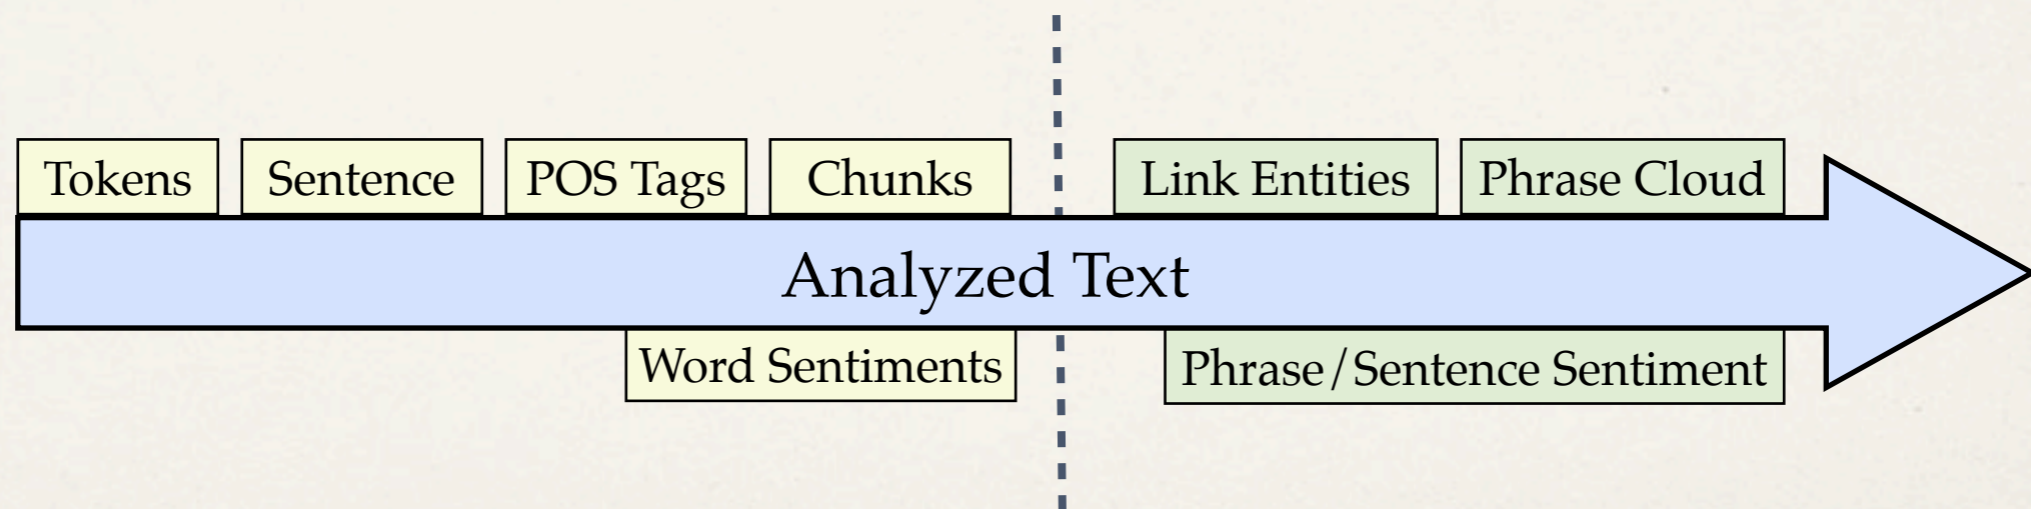 Tokens
Sentence
POS Tags
Chunks
Link Entities
Phrase Cloud
Analyzed Text
Word Sentiments
Phrase/Sentence Sentiment